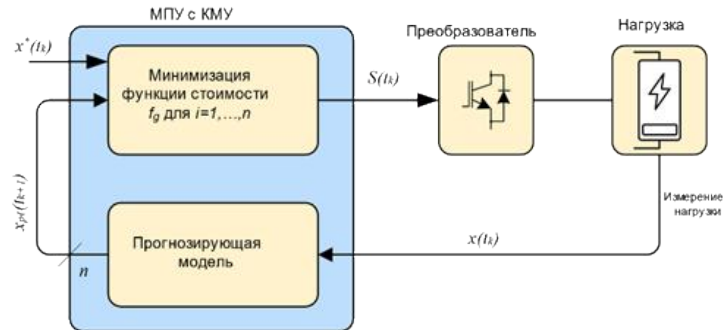 МПУ с КМУ
x*(tk)
Минимизация
функции стоимости
fg для i=1,...,n
S(tk)
Преобразователь
Нагрузка
Измерение
нагрузки
xpi(tk+1)
n
Прогнозирующая
модель
x(tk)